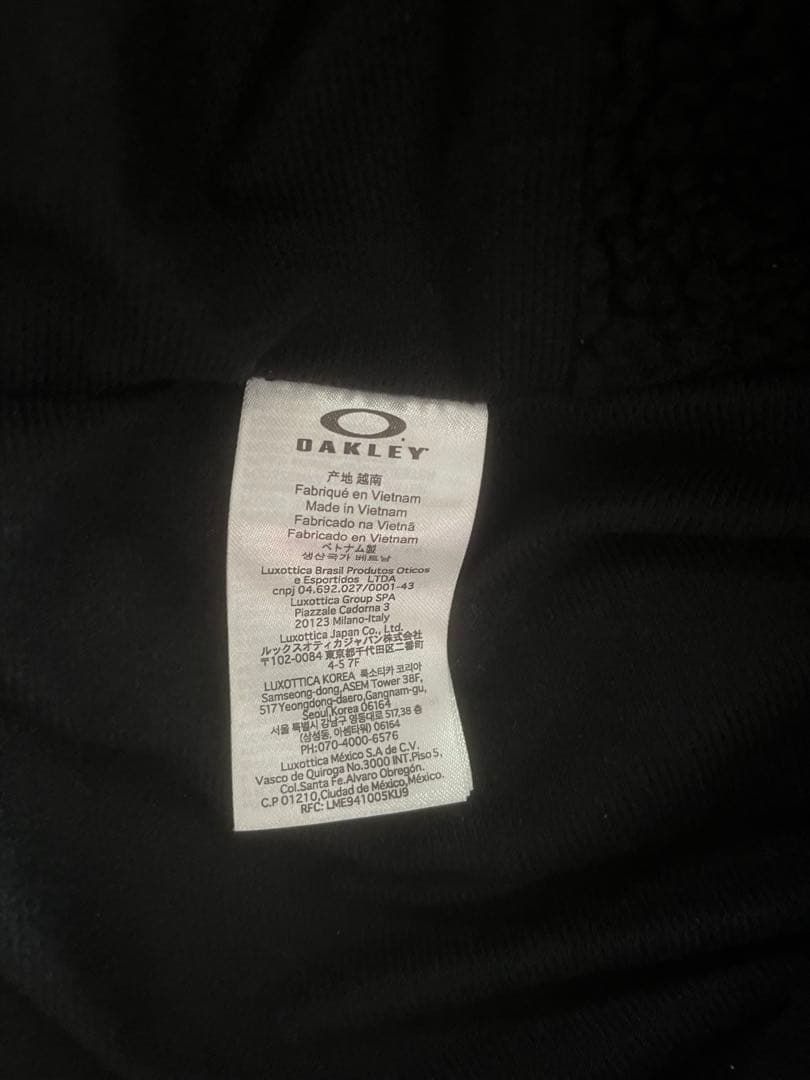 OAKLEY
产地 越南
Fabriqué en Vietnam
Made in Vietnam
Fabricado na Vietnã
Fabricado en Vietnam
ベトナム製
생산국가 베트남
Luxottica Brasil Produtos Oticos
e Esportidos LTDA
cnpj 04.692.027/0001-43
Luxottica Group SPA
Piazzale Cadorna 3
20123 Milano-Italy
Luxottica Japan Co., Ltd.
ルックスオティカジャパン株式会社
〒102-0084 東京都千代田区二番町
4-5 7F
LUXOTTICA KOREA 룩소티카 코리아
Samseong-dong,ASEM Tower 38F,
517 Yeongdong-daero,Gangnam-gu,
Seoul,Korea 06164
서울 특별시 강남구 영동대로 517,38 층
(삼성동, 아셈타워) 06164
PH:070-4000-6576
Luxottica México S.A de C.V.
Vasco de Quiroga No.3000 INT.Piso 5,
Col.Santa Fe.Alvaro Obregón.
C.P 01210,Ciudad de México,México.
RFC: LME941005KU9